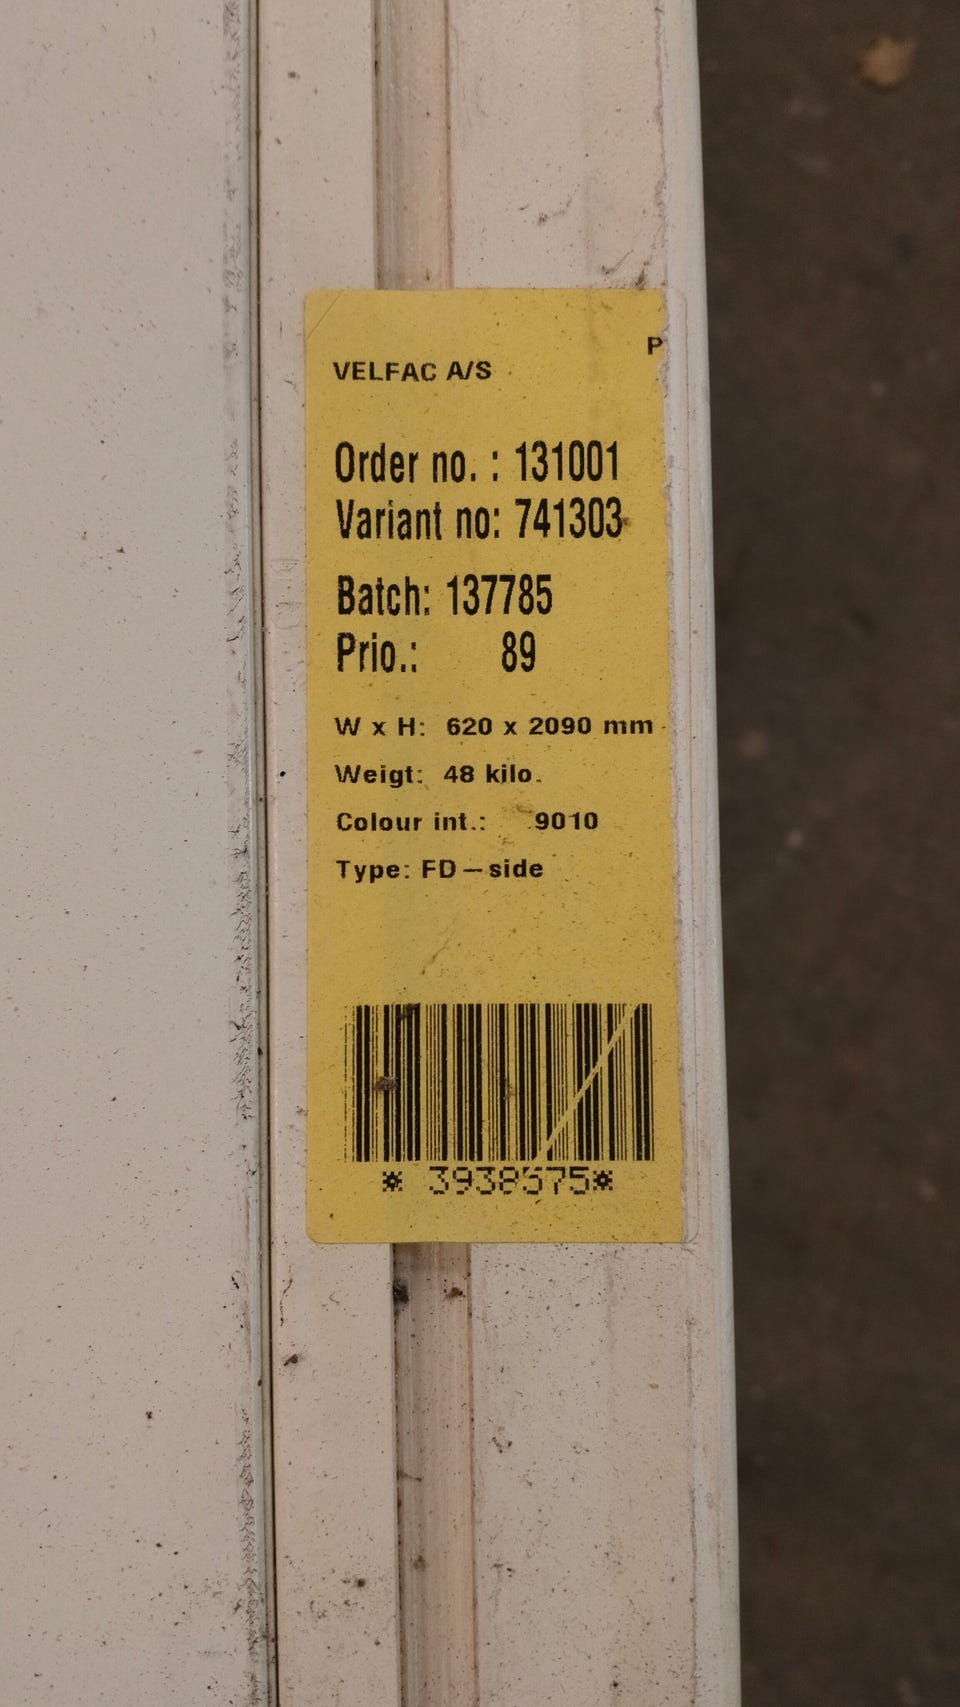 P
VELFAC A/S
Order no. : 131001
Variant no: 741303
Batch: 137785
Prio.: 89
W x H: 620 x 2090 mm
Weigt: 48 kilo.
Colour int.: 9010
Type: FD – side
* 3938575*